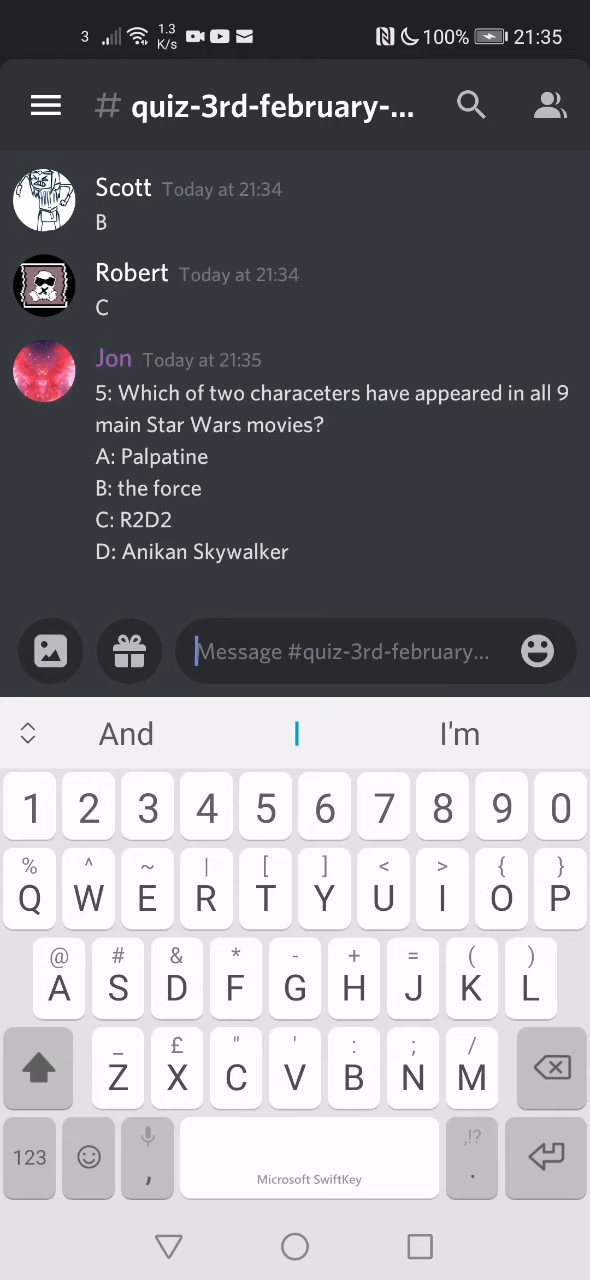 3 1.3 K/s 100% 21:35
# quiz-3rd-february-...
Scott Today at 21:34
B
Robert Today at 21:34
C
Jon Today at 21:35
5: Which of two characeters have appeared in all 9
main Star Wars movies?
A: Palpatine
B: the force
C: R2D2
D: Anikan Skywalker
Message #quiz-3rd-february...
And I I'm
1 2 3 4 5 6 7 8 9 0
% ^ ~ | [ ] < > { }
Q W E R T Y U I O P
@ # & * - + = ( )
A S D F G H J K L
_ £ " ' : ; /
Z X C V B N M
,!?
123 , Microsoft SwiftKey .